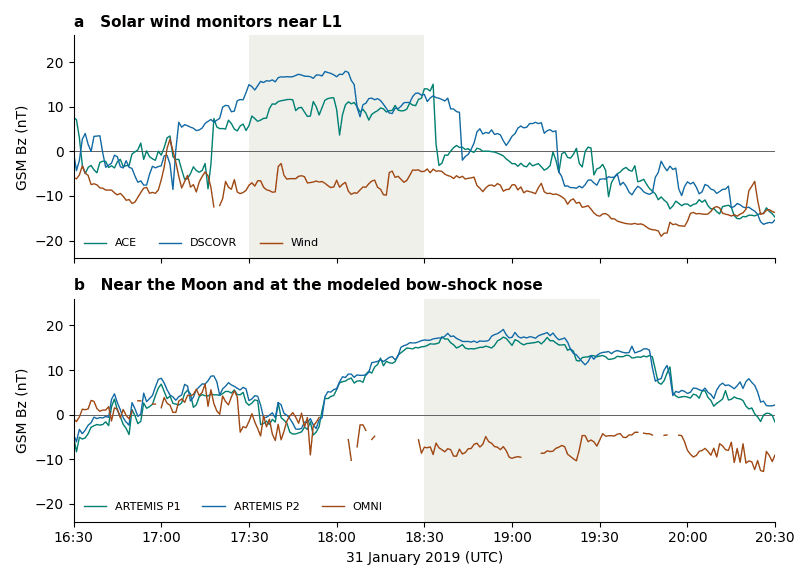 a Solar wind monitors near L1
GSM Bz (nT)
20
10
0
−10
−20
ACE DSCOVR Wind
b Near the Moon and at the modeled bow-shock nose
GSM Bz (nT)
20
10
0
−10
−20
ARTEMIS P1 ARTEMIS P2 OMNI
16:30 17:00 17:30 18:00 18:30 19:00 19:30 20:00 20:30
31 January 2019 (UTC)